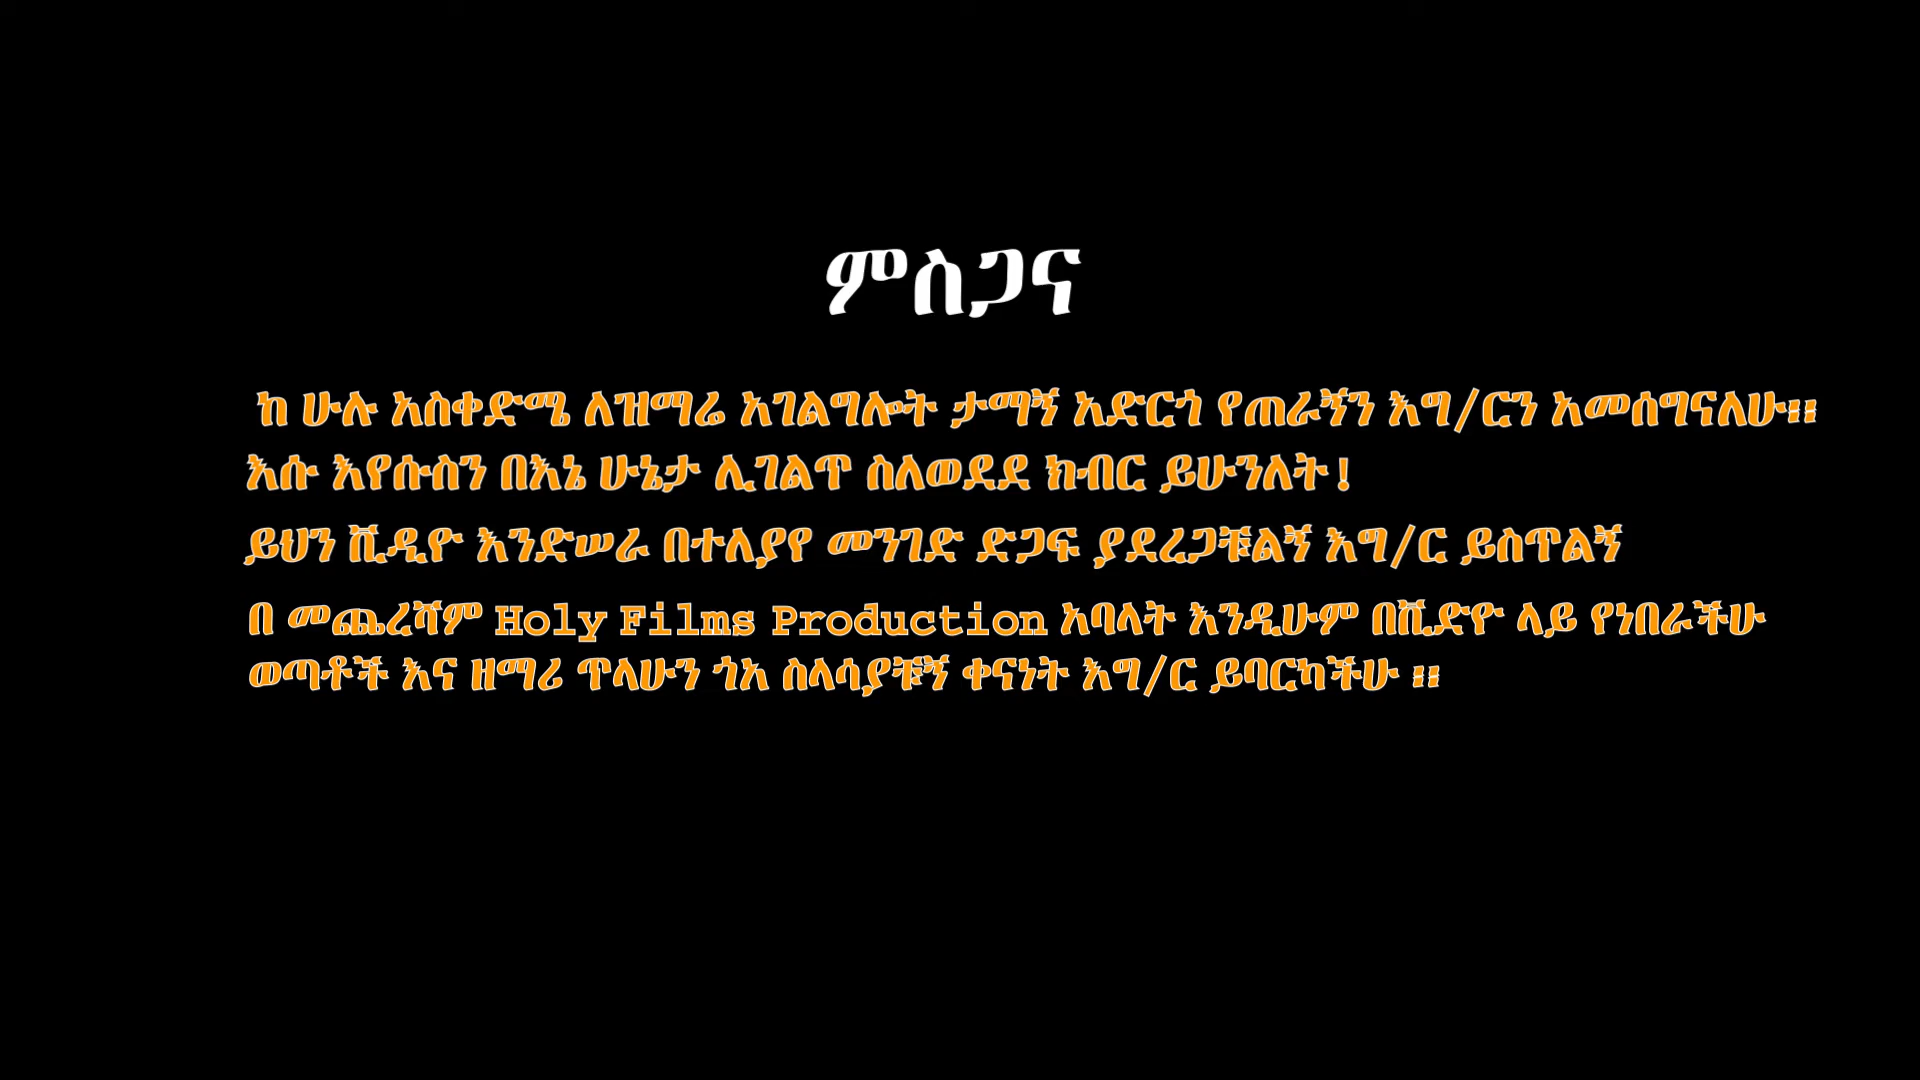 ምስጋና
ከ ሁሉ አስቀድሜ ለዝማሬ አገልግሎት ታማኝ አድርጎ የጠራኝን እግ/ርን አመሰግናለሁ፡፡
እሱ እየሱስን በእኔ ሁኔታ ሊገልጥ ስለወደደ ክብር ይሁንለት!
ይህን ቪዲዮ እንድሠራ በተለያየ መንገድ ድጋፍ ያደረጋቹልኝ እግ/ር ይስጥልኝ
በ መጨረሻም Holy Films Production አባላት እንዲሁም በቪድዮ ላይ የነበራችሁ
ወጣቶች እና ዘማሪ ጥላሁን ጎአ ስላሳያቹኝ ቀናነት እግ/ር ይባርካችሁ ፡፡